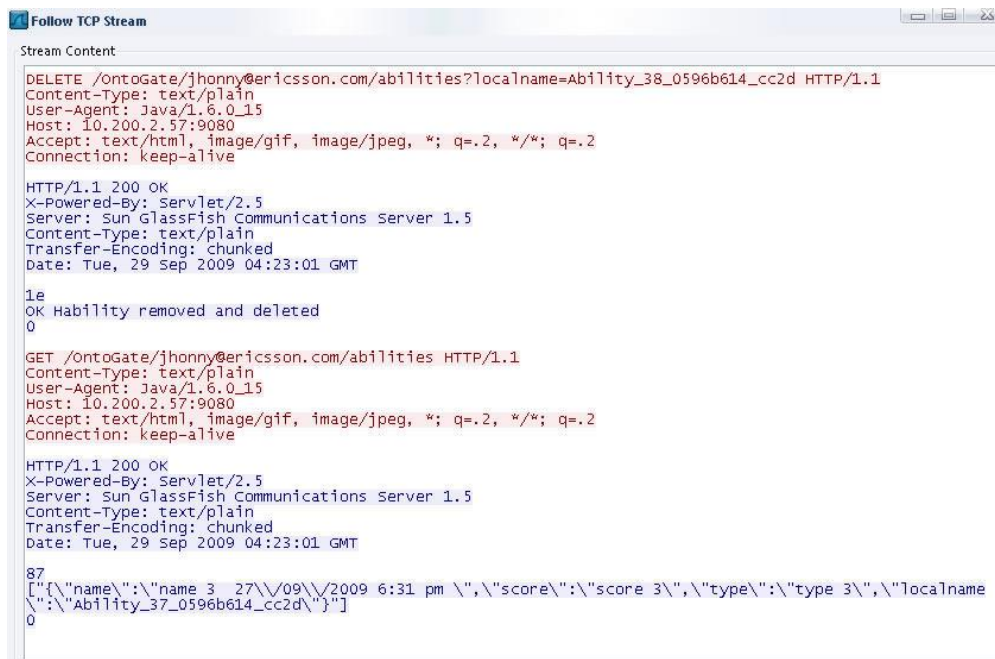 Follow TCP Stream
Stream Content
DELETE /OntoGate/jhonny@ericsson.com/abilities?localname=Ability_38_0596b614_cc2d HTTP/1.1
Content-Type: text/plain
User-Agent: Java/1.6.0_15
Host: 10.200.2.57:9080
Accept: text/html, image/gif, image/jpeg, *; q=.2, */*; q=.2
Connection: keep-alive
HTTP/1.1 200 OK
X-Powered-By: Servlet/2.5
Server: Sun GlassFish Communications Server 1.5
Content-Type: text/plain
Transfer-Encoding: chunked
Date: Tue, 29 Sep 2009 04:23:01 GMT
1e
OK Hability removed and deleted
0
GET /OntoGate/jhonny@ericsson.com/abilities HTTP/1.1
Content-Type: text/plain
User-Agent: Java/1.6.0_15
Host: 10.200.2.57:9080
Accept: text/html, image/gif, image/jpeg, *; q=.2, */*; q=.2
Connection: keep-alive
HTTP/1.1 200 OK
X-Powered-By: Servlet/2.5
Server: Sun GlassFish Communications Server 1.5
Content-Type: text/plain
Transfer-Encoding: chunked
Date: Tue, 29 Sep 2009 04:23:01 GMT
87
["{\"name\":\"name 3  27\\/09\\/2009 6:31 pm \",\"score\":\"score 3\",\"type\":\"type 3\",\"localname
\":\"Ability_37_0596b614_cc2d\"}"]
0